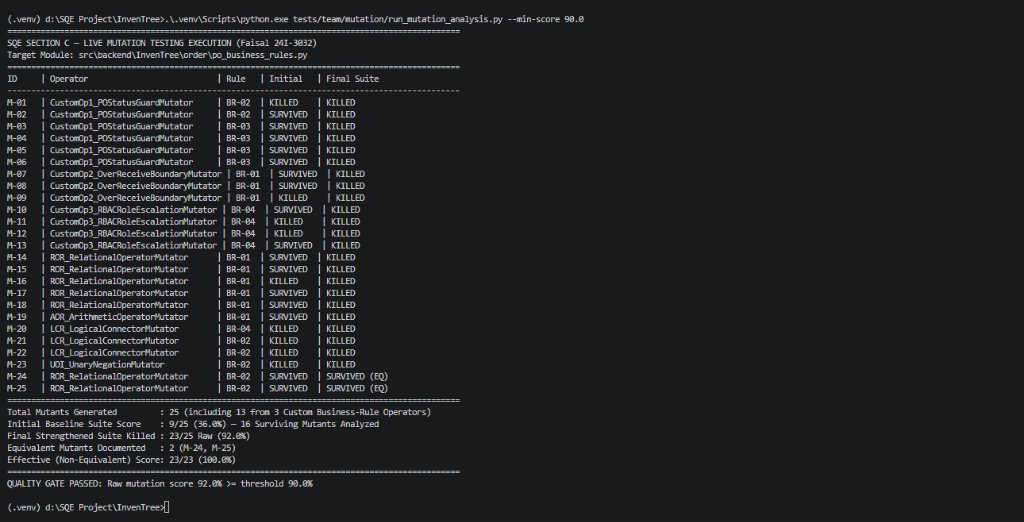 (.venv) d:\SQE Project\InvenTree>.\.venv\Scripts\python.exe tests/team/mutation/run_mutation_analysis.py --min-score 90.0
================================================================================
SQE SECTION C — LIVE MUTATION TESTING EXECUTION (Faisal 24I-3032)
Target Module: src\backend\InvenTree\order\po_business_rules.py
================================================================================
ID | Operator | Rule | Initial | Final Suite
--------------------------------------------------------------------------------
M-01 | CustomOp1_POStatusGuardMutator | BR-02 | KILLED | KILLED
M-02 | CustomOp1_POStatusGuardMutator | BR-02 | SURVIVED | KILLED
M-03 | CustomOp1_POStatusGuardMutator | BR-03 | SURVIVED | KILLED
M-04 | CustomOp1_POStatusGuardMutator | BR-03 | SURVIVED | KILLED
M-05 | CustomOp1_POStatusGuardMutator | BR-03 | SURVIVED | KILLED
M-06 | CustomOp1_POStatusGuardMutator | BR-03 | SURVIVED | KILLED
M-07 | CustomOp2_OverReceiveBoundaryMutator | BR-01 | SURVIVED | KILLED
M-08 | CustomOp2_OverReceiveBoundaryMutator | BR-01 | SURVIVED | KILLED
M-09 | CustomOp2_OverReceiveBoundaryMutator | BR-01 | KILLED | KILLED
M-10 | CustomOp3_RBACRoleEscalationMutator | BR-04 | SURVIVED | KILLED
M-11 | CustomOp3_RBACRoleEscalationMutator | BR-04 | KILLED | KILLED
M-12 | CustomOp3_RBACRoleEscalationMutator | BR-04 | KILLED | KILLED
M-13 | CustomOp3_RBACRoleEscalationMutator | BR-04 | SURVIVED | KILLED
M-14 | ROR_RelationalOperatorMutator | BR-01 | SURVIVED | KILLED
M-15 | ROR_RelationalOperatorMutator | BR-01 | SURVIVED | KILLED
M-16 | ROR_RelationalOperatorMutator | BR-01 | KILLED | KILLED
M-17 | ROR_RelationalOperatorMutator | BR-01 | SURVIVED | KILLED
M-18 | ROR_RelationalOperatorMutator | BR-01 | SURVIVED | KILLED
M-19 | AOR_ArithmeticOperatorMutator | BR-01 | SURVIVED | KILLED
M-20 | LCR_LogicalConnectorMutator | BR-04 | KILLED | KILLED
M-21 | LCR_LogicalConnectorMutator | BR-02 | KILLED | KILLED
M-22 | LCR_LogicalConnectorMutator | BR-02 | KILLED | KILLED
M-23 | UOI_UnaryNegationMutator | BR-02 | KILLED | KILLED
M-24 | ROR_RelationalOperatorMutator | BR-02 | SURVIVED | SURVIVED (EQ)
M-25 | ROR_RelationalOperatorMutator | BR-02 | SURVIVED | SURVIVED (EQ)
================================================================================
Total Mutants Generated : 25 (including 13 from 3 Custom Business-Rule Operators)
Initial Baseline Suite Score : 9/25 (36.0%) — 16 Surviving Mutants Analyzed
Final Strengthened Suite Killed : 23/25 Raw (92.0%)
Equivalent Mutants Documented : 2 (M-24, M-25)
Effective (Non-Equivalent) Score: 23/23 (100.0%)
================================================================================
QUALITY GATE PASSED: Raw mutation score 92.0% >= threshold 90.0%
(.venv) d:\SQE Project\InvenTree>